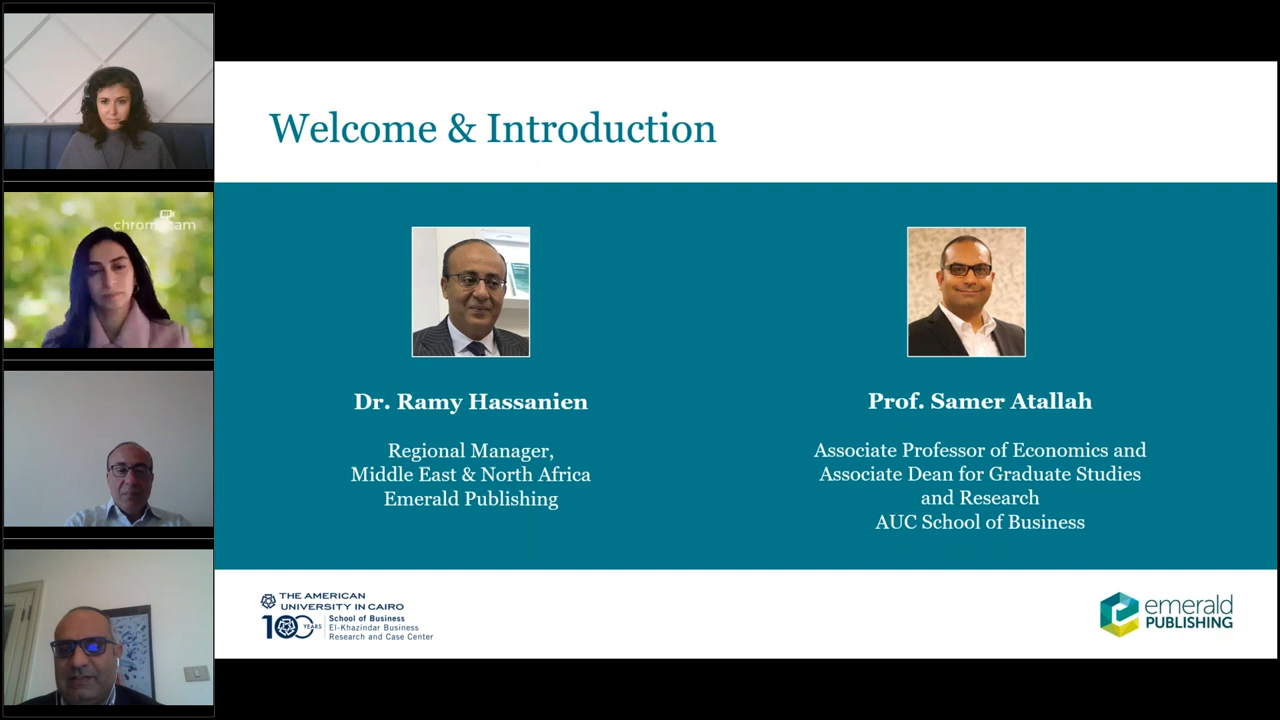 chromacam
Welcome & Introduction
Dr. Ramy Hassanien
Regional Manager,
Middle East & North Africa
Emerald Publishing
Prof. Samer Atallah
Associate Professor of Economics and
Associate Dean for Graduate Studies
and Research
AUC School of Business
THE AMERICAN
UNIVERSITY IN CAIRO
100 YEARS
School of Business
El-Khazindar Business
Research and Case Center
emerald
PUBLISHING